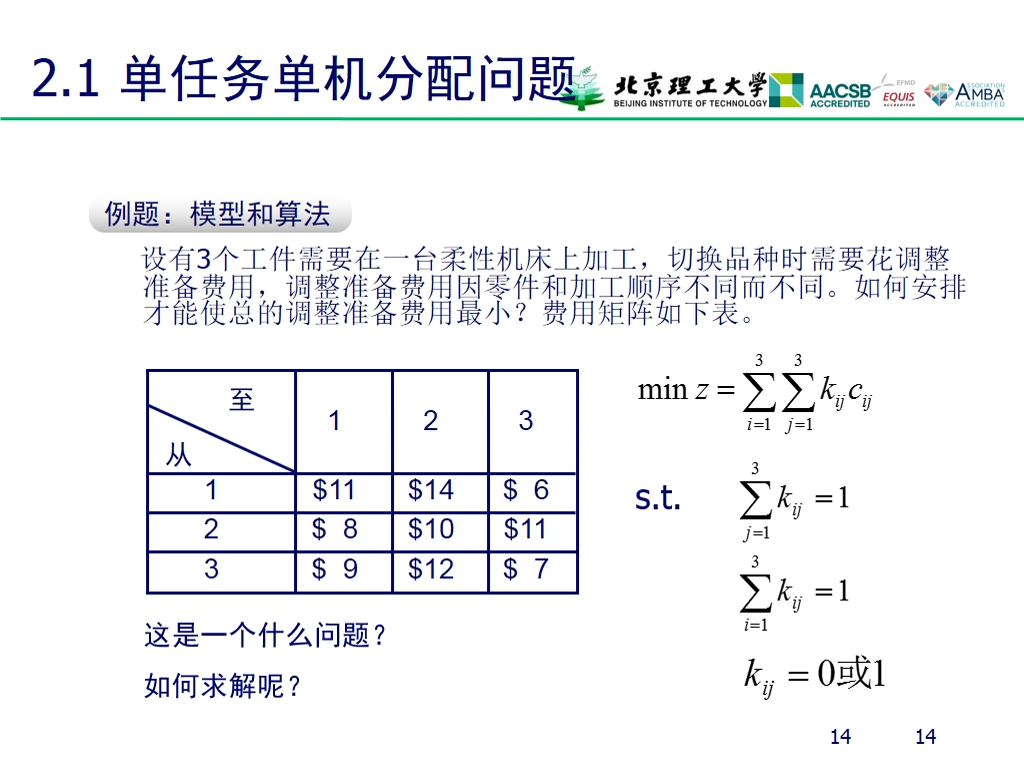 2.1 单任务单机分配问题
北京理工大学
BEIJING INSTITUTE OF TECHNOLOGY
AACSB
ACCREDITED
EFMD
EQUIS
ACCREDITED
ASSOCIATION
AMBA
ACCREDITED
例题：模型和算法
设有3个工件需要在一台柔性机床上加工，切换品种时需要花调整
准备费用，调整准备费用因零件和加工顺序不同而不同。如何安排
才能使总的调整准备费用最小？费用矩阵如下表。
至 从 1 2 3
1 $11 $14 $ 6
2 $ 8 $10 $11
3 $ 9 $12 $ 7
这是一个什么问题？
如何求解呢？
min z = \sum_{i=1}^{3} \sum_{j=1}^{3} k_{ij} c_{ij}
s.t. \sum_{j=1}^{3} k_{ij} = 1
\sum_{i=1}^{3} k_{ij} = 1
k_{ij} = 0或1
14 14